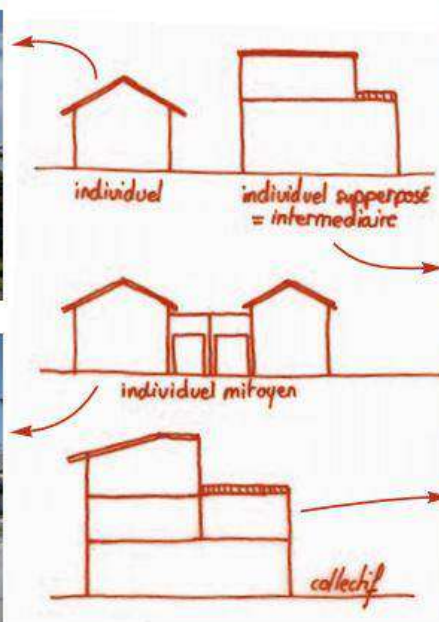 individuel
individuel supperposé
= intermediaire
individuel mitoyen
collectif